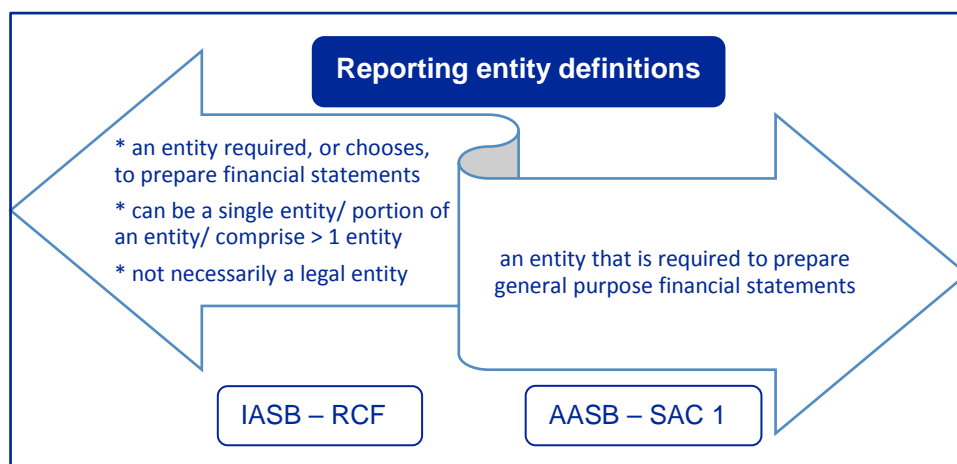 Reporting entity definitions
* an entity required, or chooses,
to prepare financial statements
* can be a single entity/ portion of
an entity/ comprise > 1 entity
* not necessarily a legal entity
an entity that is required to prepare
general purpose financial statements
IASB – RCF
AASB – SAC 1